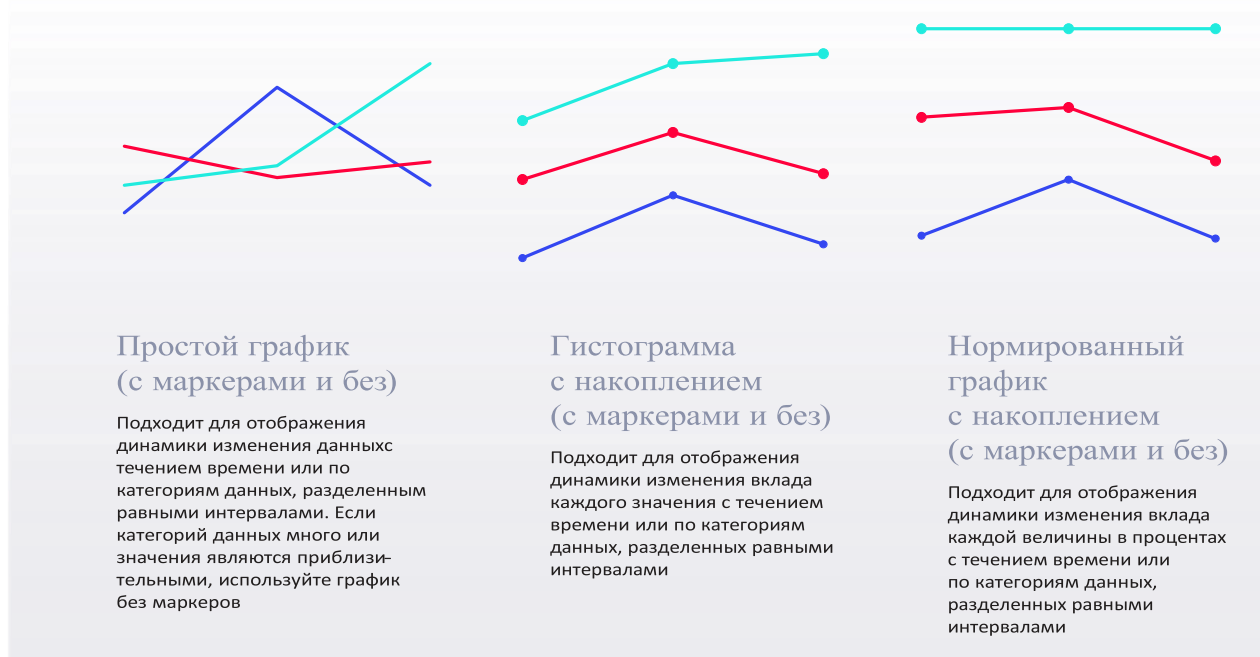 Простой график
(с маркерами и без)
Подходит для отображения
динамики изменения данныхс
течением времени или по
категориям данных, разделенным
равными интервалами. Если
категорий данных много или
значения являются приблизи-
тельными, используйте график
без маркеров
Гистограмма
с накоплением
(с маркерами и без)
Подходит для отображения
динамики изменения вклада
каждого значения с течением
времени или по категориям
данных, разделенных равными
интервалами
Нормированный
график
с накоплением
(с маркерами и без)
Подходит для отображения
динамики изменения вклада
каждой величины в процентах
с течением времени или
по категориям данных,
разделенных равными
интервалами